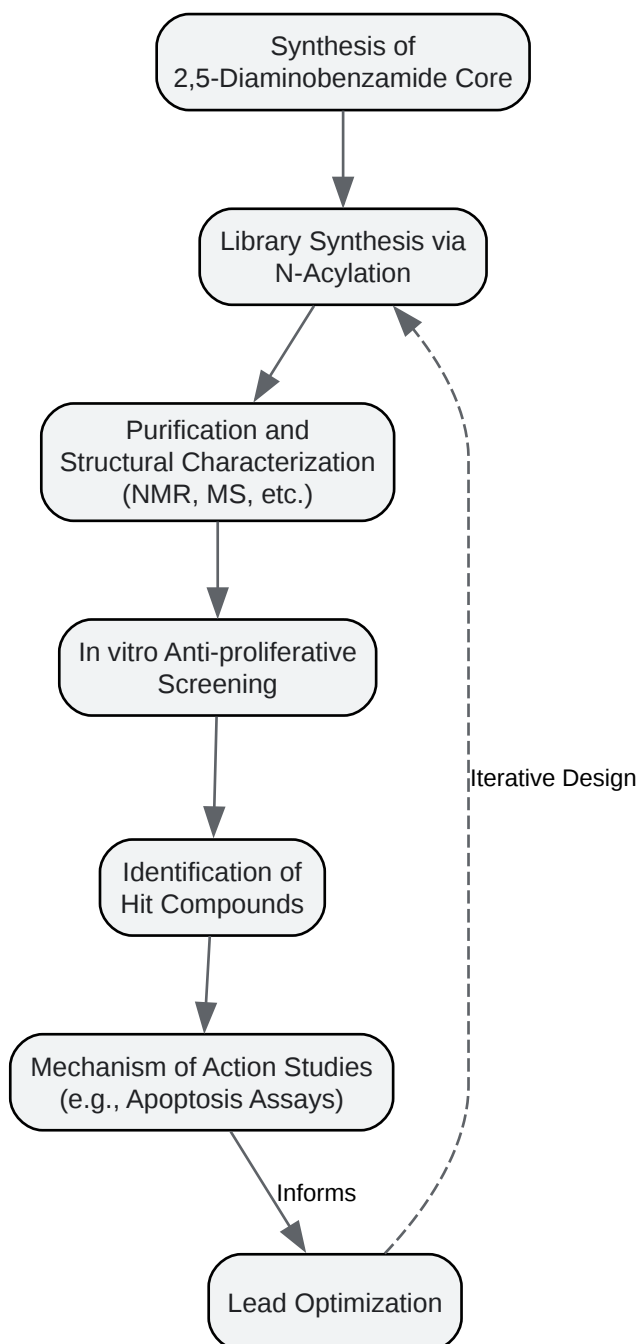 Synthesis of
2,5-Diaminobenzamide Core
Library Synthesis via
N-Acylation
Purification and
Structural Characterization
(NMR, MS, etc.)
In vitro Anti-proliferative
Screening
Iterative Design
Identification of
Hit Compounds
Mechanism of Action Studies
(e.g., Apoptosis Assays)
Informs
Lead Optimization